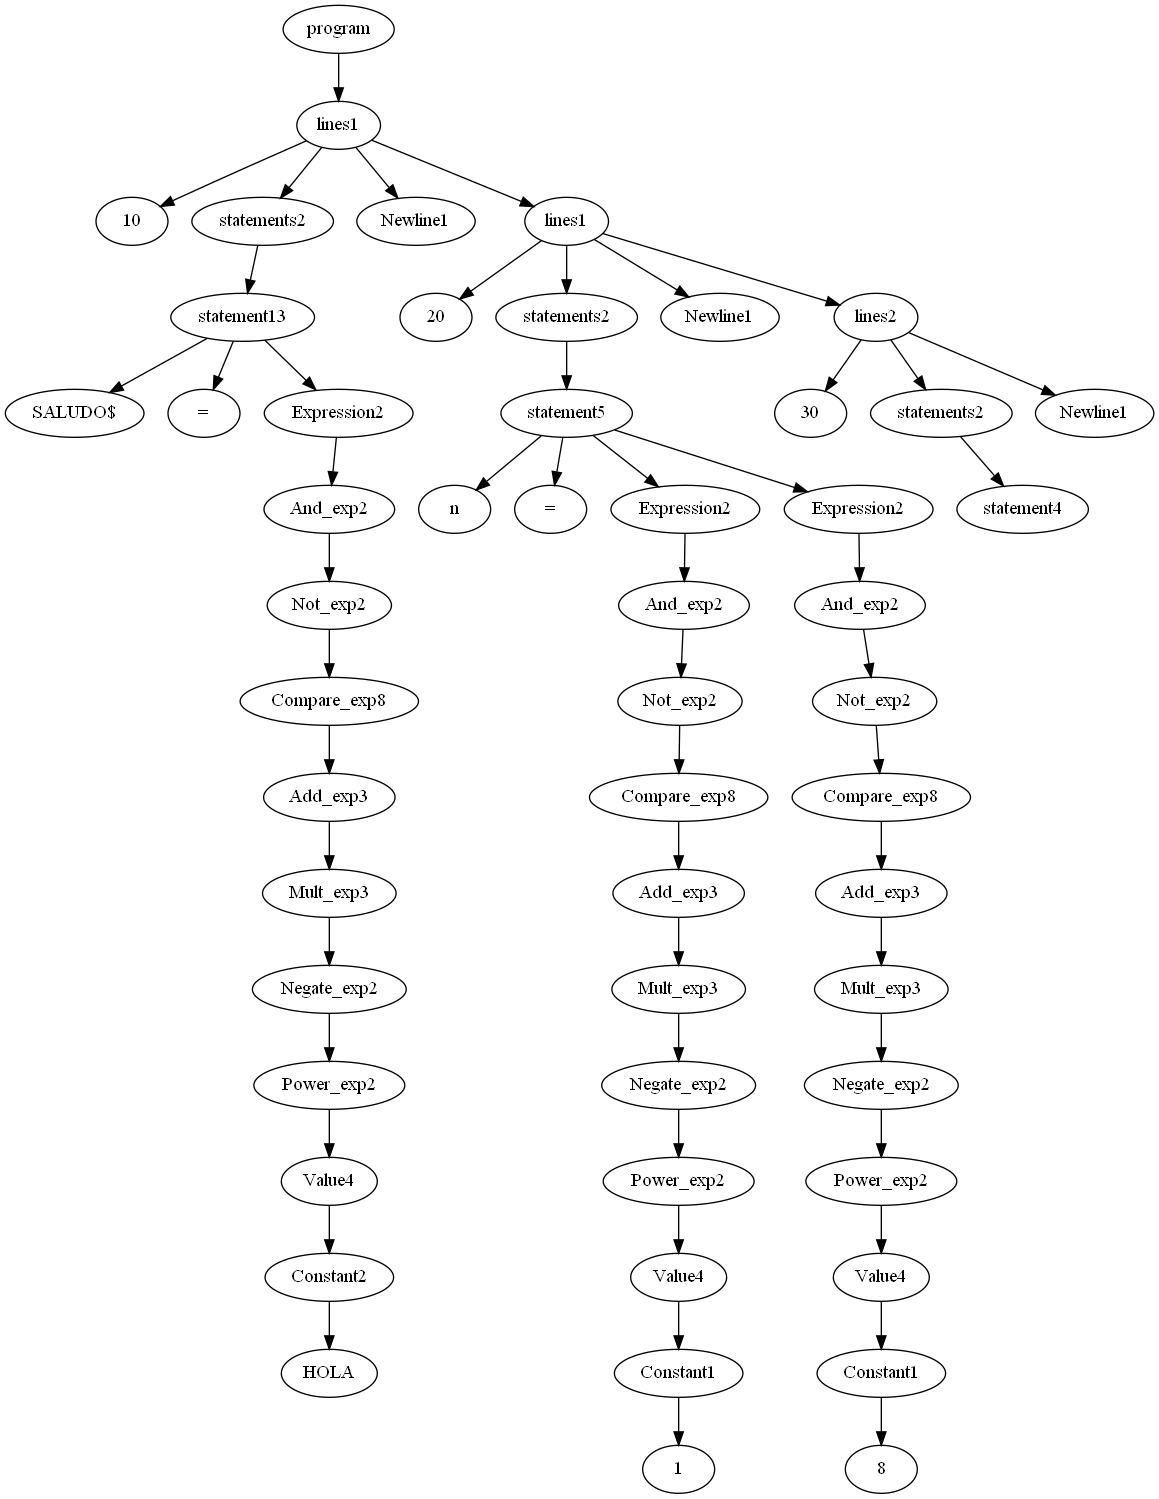 program
lines1
10 statements2 Newline1 lines1
statement13 20 statements2 Newline1 lines2
SALUDO$ = Expression2 statement5 30 statements2 Newline1
And_exp2 n = Expression2 Expression2 statement4
Not_exp2 And_exp2 And_exp2
Compare_exp8 Not_exp2 Not_exp2
Add_exp3 Compare_exp8 Compare_exp8
Mult_exp3 Add_exp3 Add_exp3
Negate_exp2 Mult_exp3 Mult_exp3
Power_exp2 Negate_exp2 Negate_exp2
Value4 Power_exp2 Power_exp2
Constant2 Value4 Value4
HOLA Constant1 Constant1
1 8